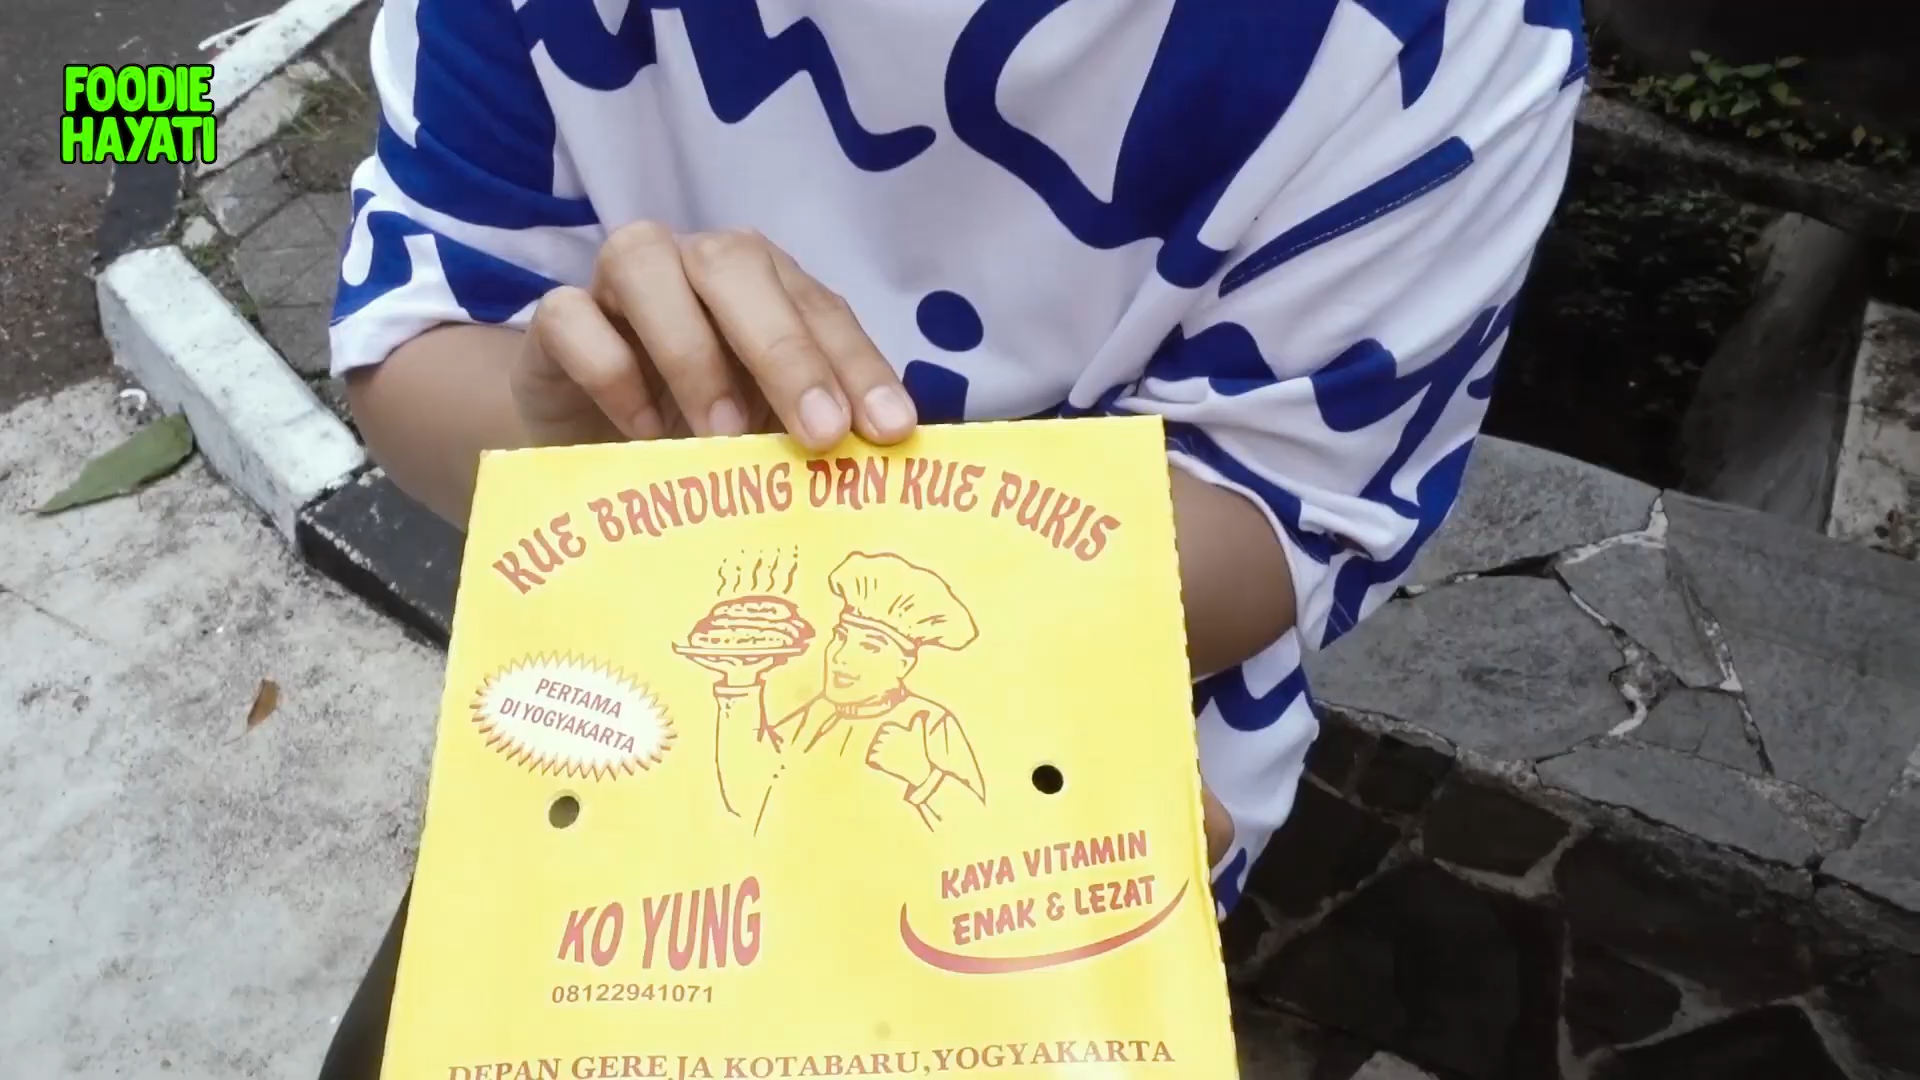 FOODIE
HAYATI
KUE BANDUNG DAN KUE PUKIS
PERTAMA
DI YOGYAKARTA
KAYA VITAMIN
ENAK & LEZAT
KO YUNG
08122941071
DEPAN GEREJA KOTABARU, YOGYAKARTA